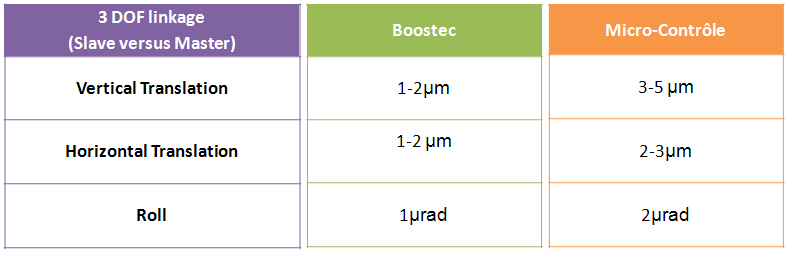 3 DOF linkage
(Slave versus Master)
Boostec
Micro-Contrôle
Vertical Translation
1-2µm
3-5 µm
Horizontal Translation
1-2 µm
2-3µm
Roll
1µrad
2µrad